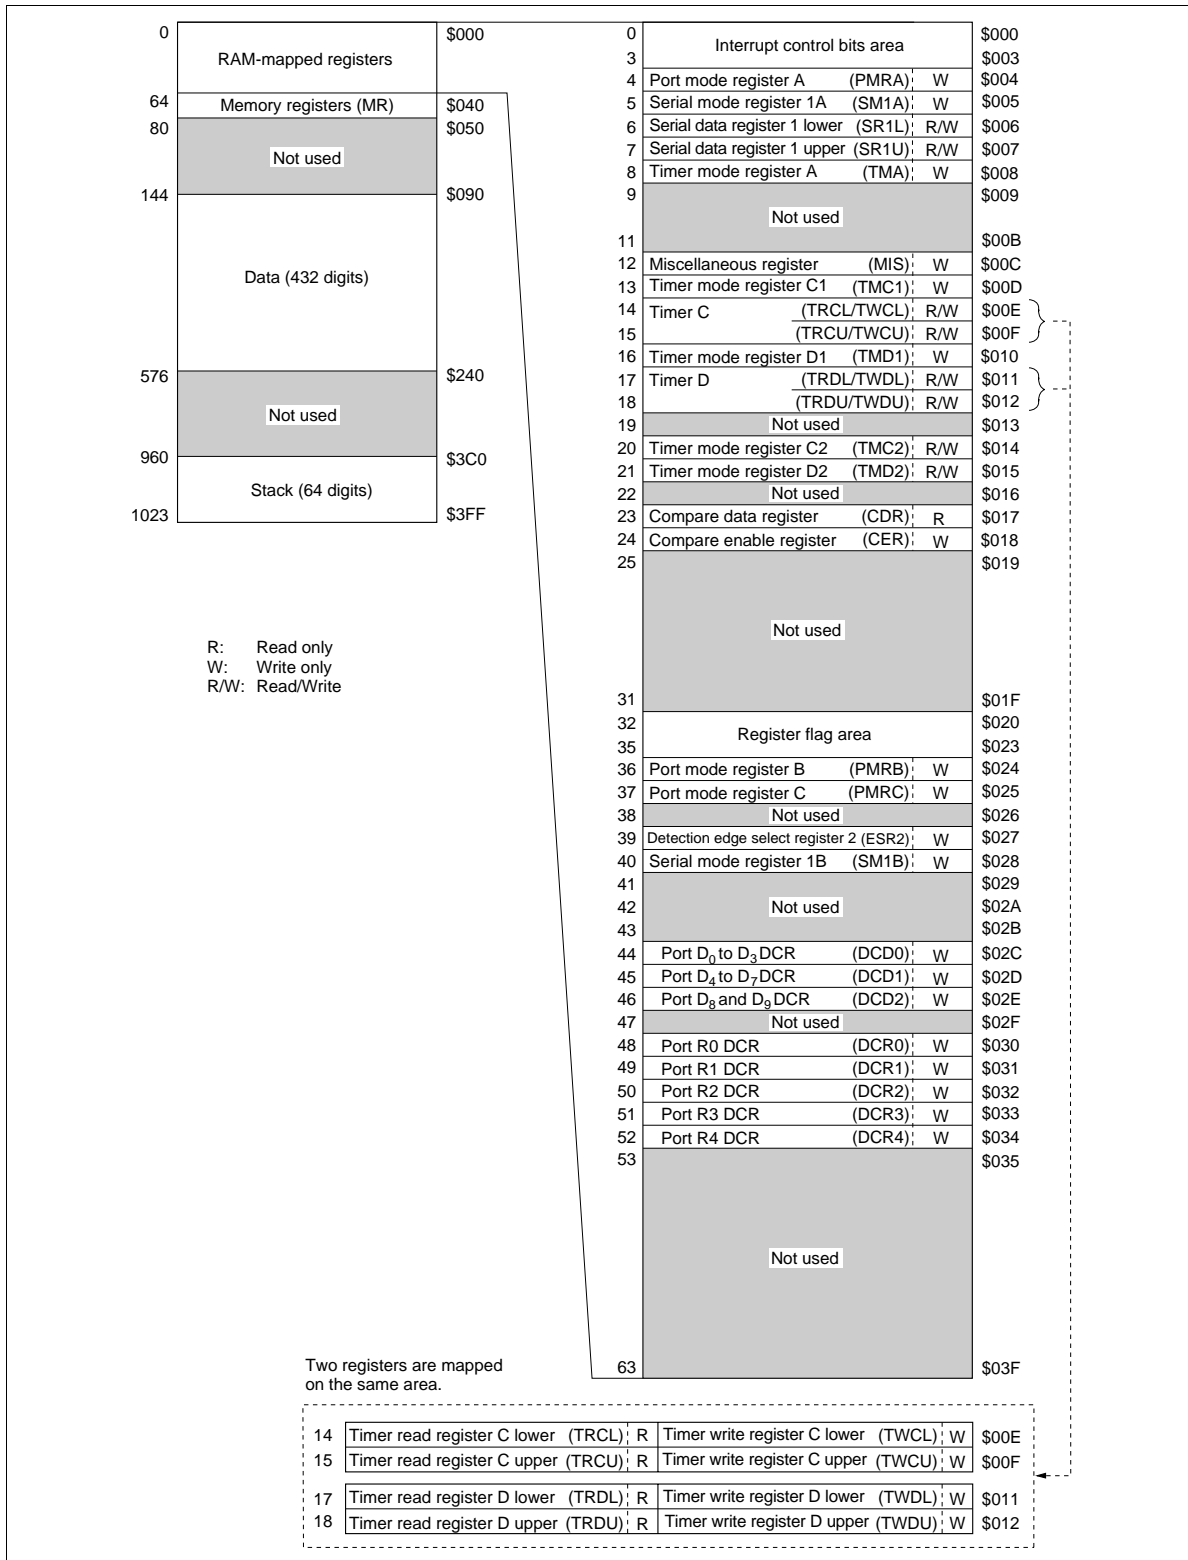 0 $000
RAM-mapped registers
64 Memory registers (MR) $040
80 $050
Not used
144 $090
Data (432 digits)
576 $240
Not used
960 $3C0
Stack (64 digits)
1023 $3FF
R: Read only
W: Write only
R/W: Read/Write
0 $000
Interrupt control bits area
3 $003
4 Port mode register A (PMRA) W $004
5 Serial mode register 1A (SM1A) W $005
6 Serial data register 1 lower (SR1L) R/W $006
7 Serial data register 1 upper (SR1U) R/W $007
8 Timer mode register A (TMA) W $008
9 $009
Not used
11 $00B
12 Miscellaneous register (MIS) W $00C
13 Timer mode register C1 (TMC1) W $00D
14 Timer C (TRCL/TWCL) R/W $00E
15 (TRCU/TWCU) R/W $00F
16 Timer mode register D1 (TMD1) W $010
17 Timer D (TRDL/TWDL) R/W $011
18 (TRDU/TWDU) R/W $012
19 Not used $013
20 Timer mode register C2 (TMC2) R/W $014
21 Timer mode register D2 (TMD2) R/W $015
22 Not used $016
23 Compare data register (CDR) R $017
24 Compare enable register (CER) W $018
25 $019
Not used
31 $01F
32 $020
Register flag area
35 $023
36 Port mode register B (PMRB) W $024
37 Port mode register C (PMRC) W $025
38 Not used $026
39 Detection edge select register 2 (ESR2) W $027
40 Serial mode register 1B (SM1B) W $028
41 $029
42 Not used $02A
43 $02B
44 Port D0 to D3 DCR (DCD0) W $02C
45 Port D4 to D7 DCR (DCD1) W $02D
46 Port D8 and D9 DCR (DCD2) W $02E
47 Not used $02F
48 Port R0 DCR (DCR0) W $030
49 Port R1 DCR (DCR1) W $031
50 Port R2 DCR (DCR2) W $032
51 Port R3 DCR (DCR3) W $033
52 Port R4 DCR (DCR4) W $034
53 $035
Not used
63 $03F
Two registers are mapped
on the same area.
14 Timer read register C lower (TRCL) R Timer write register C lower (TWCL) W $00E
15 Timer read register C upper (TRCU) R Timer write register C upper (TWCU) W $00F
17 Timer read register D lower (TRDL) R Timer write register D lower (TWDL) W $011
18 Timer read register D upper (TRDU) R Timer write register D upper (TWDU) W $012